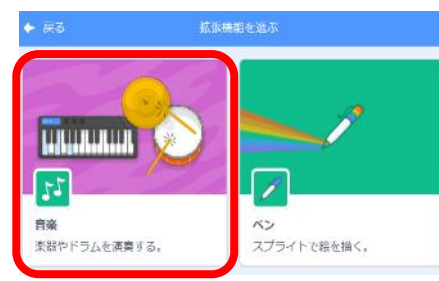 戻る
拡張機能を選ぶ
音楽
楽器やドラムを演奏する。
ペン
スプライトで絵を描く。